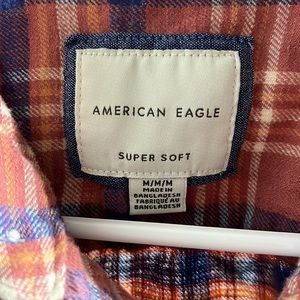 AMERICAN EAGLE
SUPER SOFT
M/M/M
MADE IN
BANGLADESH
FABRIQUÉ AU
BANGLADESH